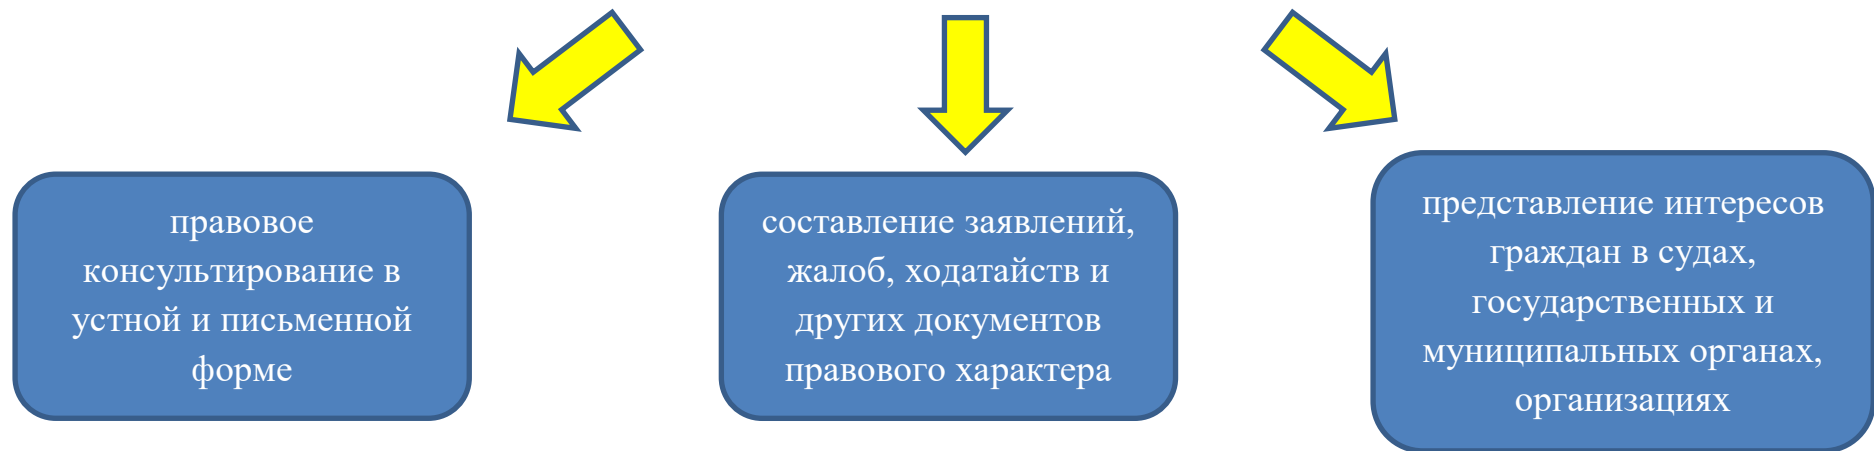 правовое
консультирование в
устной и письменной
форме
составление заявлений,
жалоб, ходатайств и
других документов
правового характера
представление интересов
граждан в судах,
государственных и
муниципальных органах,
организациях